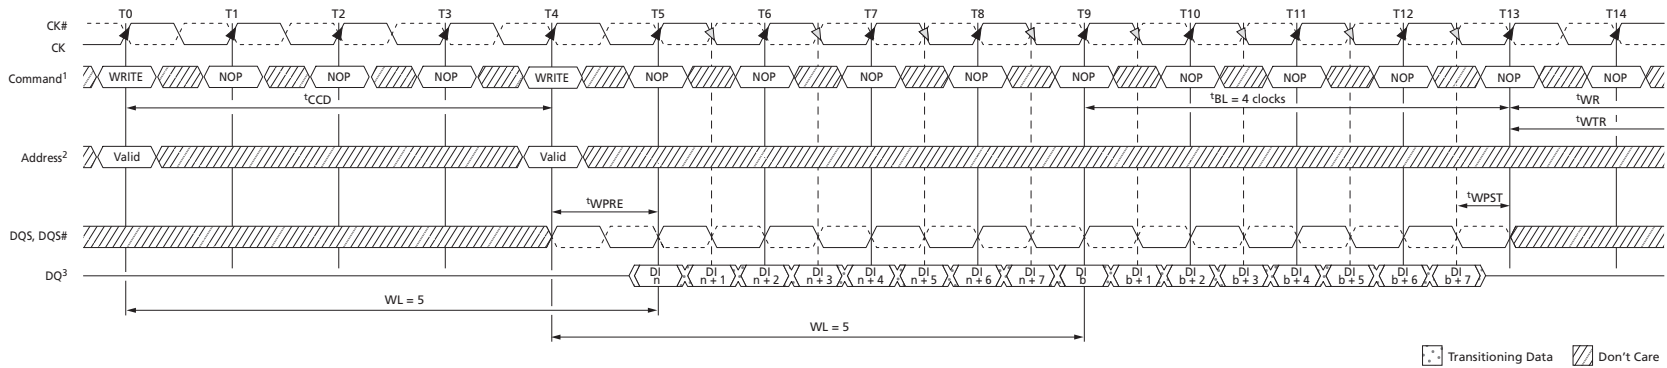 T0 T1 T2 T3 T4 T5 T6 T7 T8 T9 T10 T11 T12 T13 T14
CK#
CK
Command1 WRITE NOP NOP NOP WRITE NOP NOP NOP NOP NOP NOP NOP NOP NOP NOP
tCCD tBL = 4 clocks tWR
tWTR
Address2 Valid Valid
tWPRE tWPST
DQS, DQS#
DQ3 DI n DI n + 1 DI n + 2 DI n + 3 DI n + 4 DI n + 5 DI n + 6 DI n + 7 DI b DI b + 1 DI b + 2 DI b + 3 DI b + 4 DI b + 5 DI b + 6 DI b + 7
WL = 5
WL = 5
Transitioning Data Don't Care